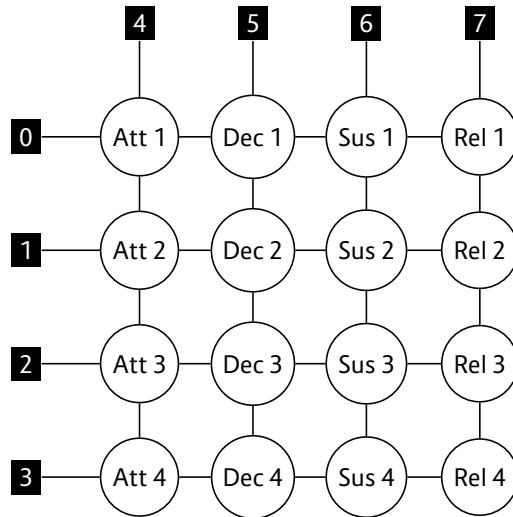 4 5 6 7
0 Att 1 Dec 1 Sus 1 Rel 1
1 Att 2 Dec 2 Sus 2 Rel 2
2 Att 3 Dec 3 Sus 3 Rel 3
3 Att 4 Dec 4 Sus 4 Rel 4